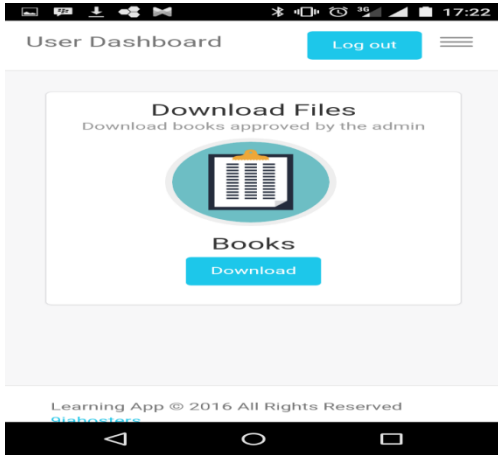 3G 17:22
User Dashboard
Log out
Download Files
Download books approved by the admin
Books
Download
Learning App © 2016 All Rights Reserved
9jahosters